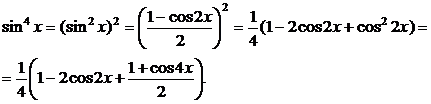 sin⁴ x = (sin² x)² = ((1 − cos2x)/2)² = 1/4(1 − 2cos2x + cos² 2x) =
= 1/4(1 − 2cos2x + (1 + cos4x)/2).